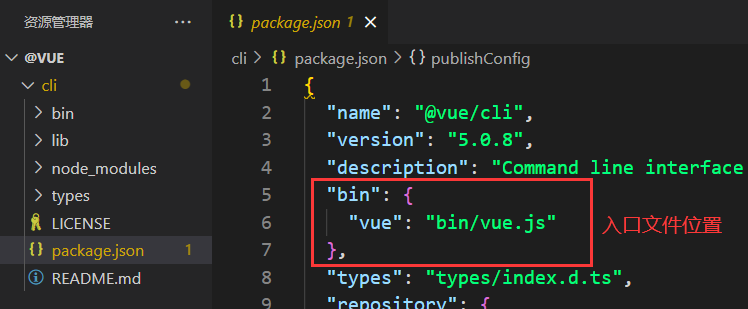 资源管理器
@VUE
cli
bin
lib
node_modules
types
LICENSE
package.json 1
README.md
package.json 1
cli > package.json > publishConfig
1 {
2 "name": "@vue/cli",
3 "version": "5.0.8",
4 "description": "Command line interface
5 "bin": {
6 "vue": "bin/vue.js"
7 },
8 "types": "types/index.d.ts",
9 "repository": {
入口文件位置